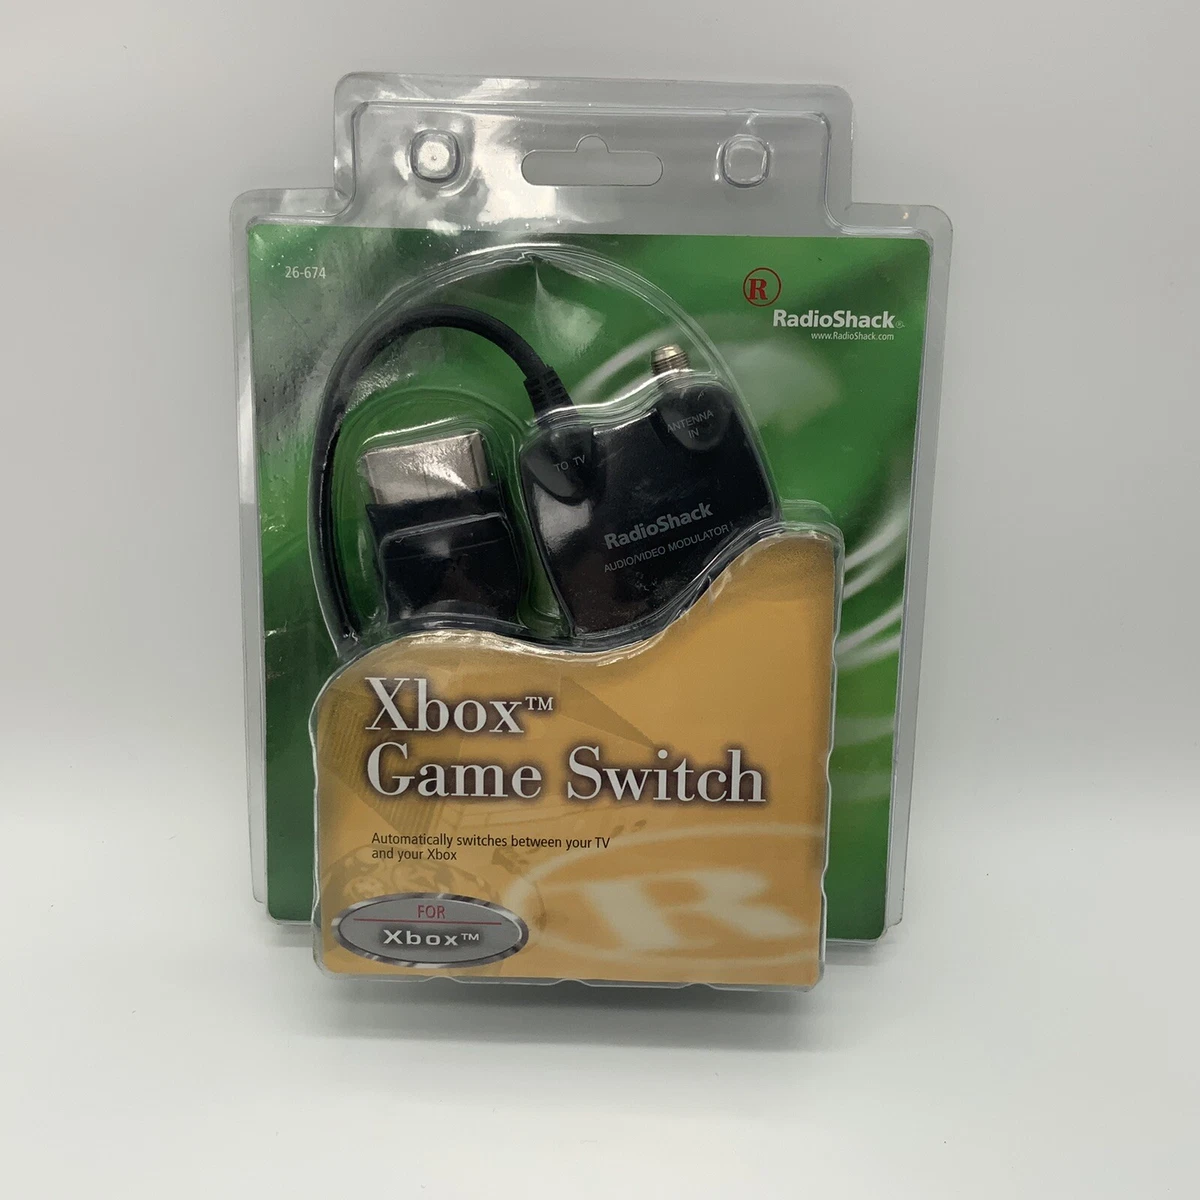 26-674
R
RadioShack®
www.RadioShack.com
ANTENNA
IN
TO TV
RadioShack
AUDIO/VIDEO MODULATOR
Xbox™
Game Switch
Automatically switches between your TV
and your Xbox
R
FOR
Xbox™